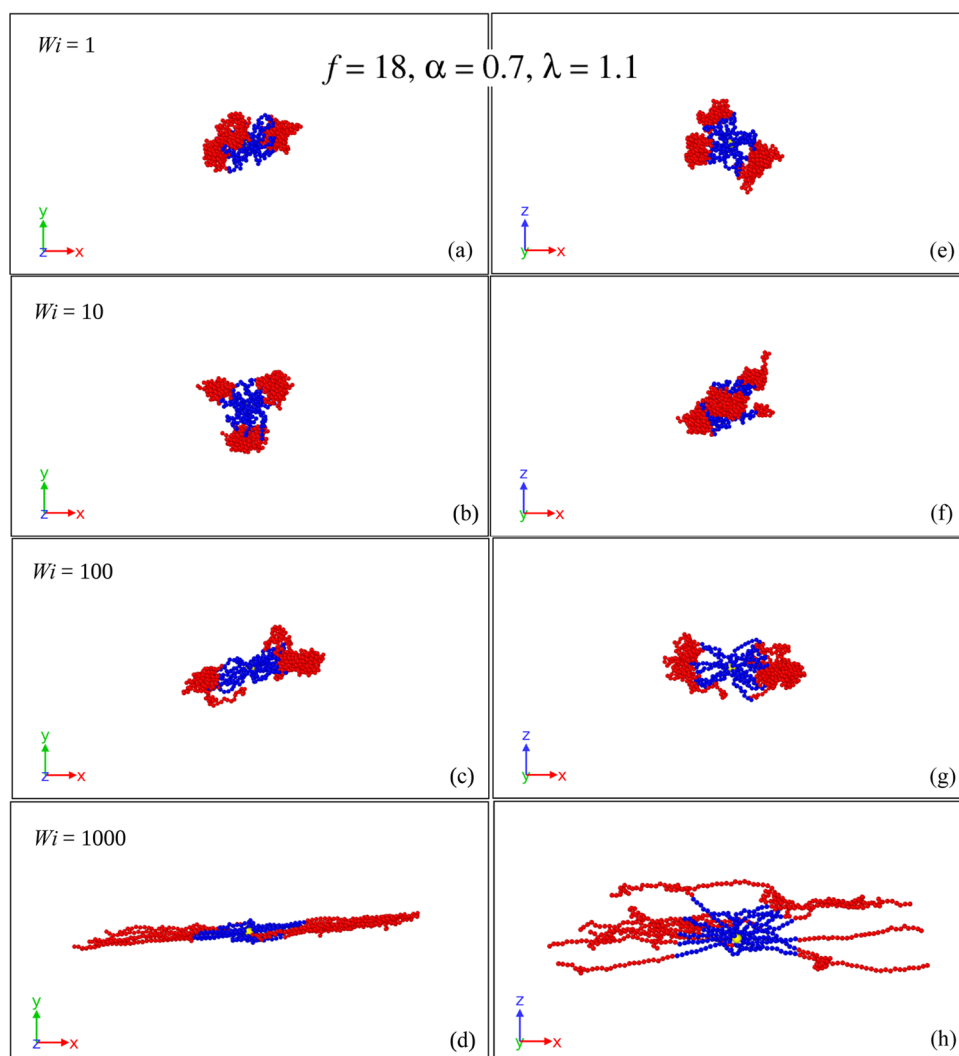 Wi = 1
f = 18, α = 0.7, λ = 1.1
y
z x
(a)
z
y x
(e)
Wi = 10
y
z x
(b)
z
y x
(f)
Wi = 100
y
z x
(c)
z
y x
(g)
Wi = 1000
y
z x
(d)
z
y x
(h)